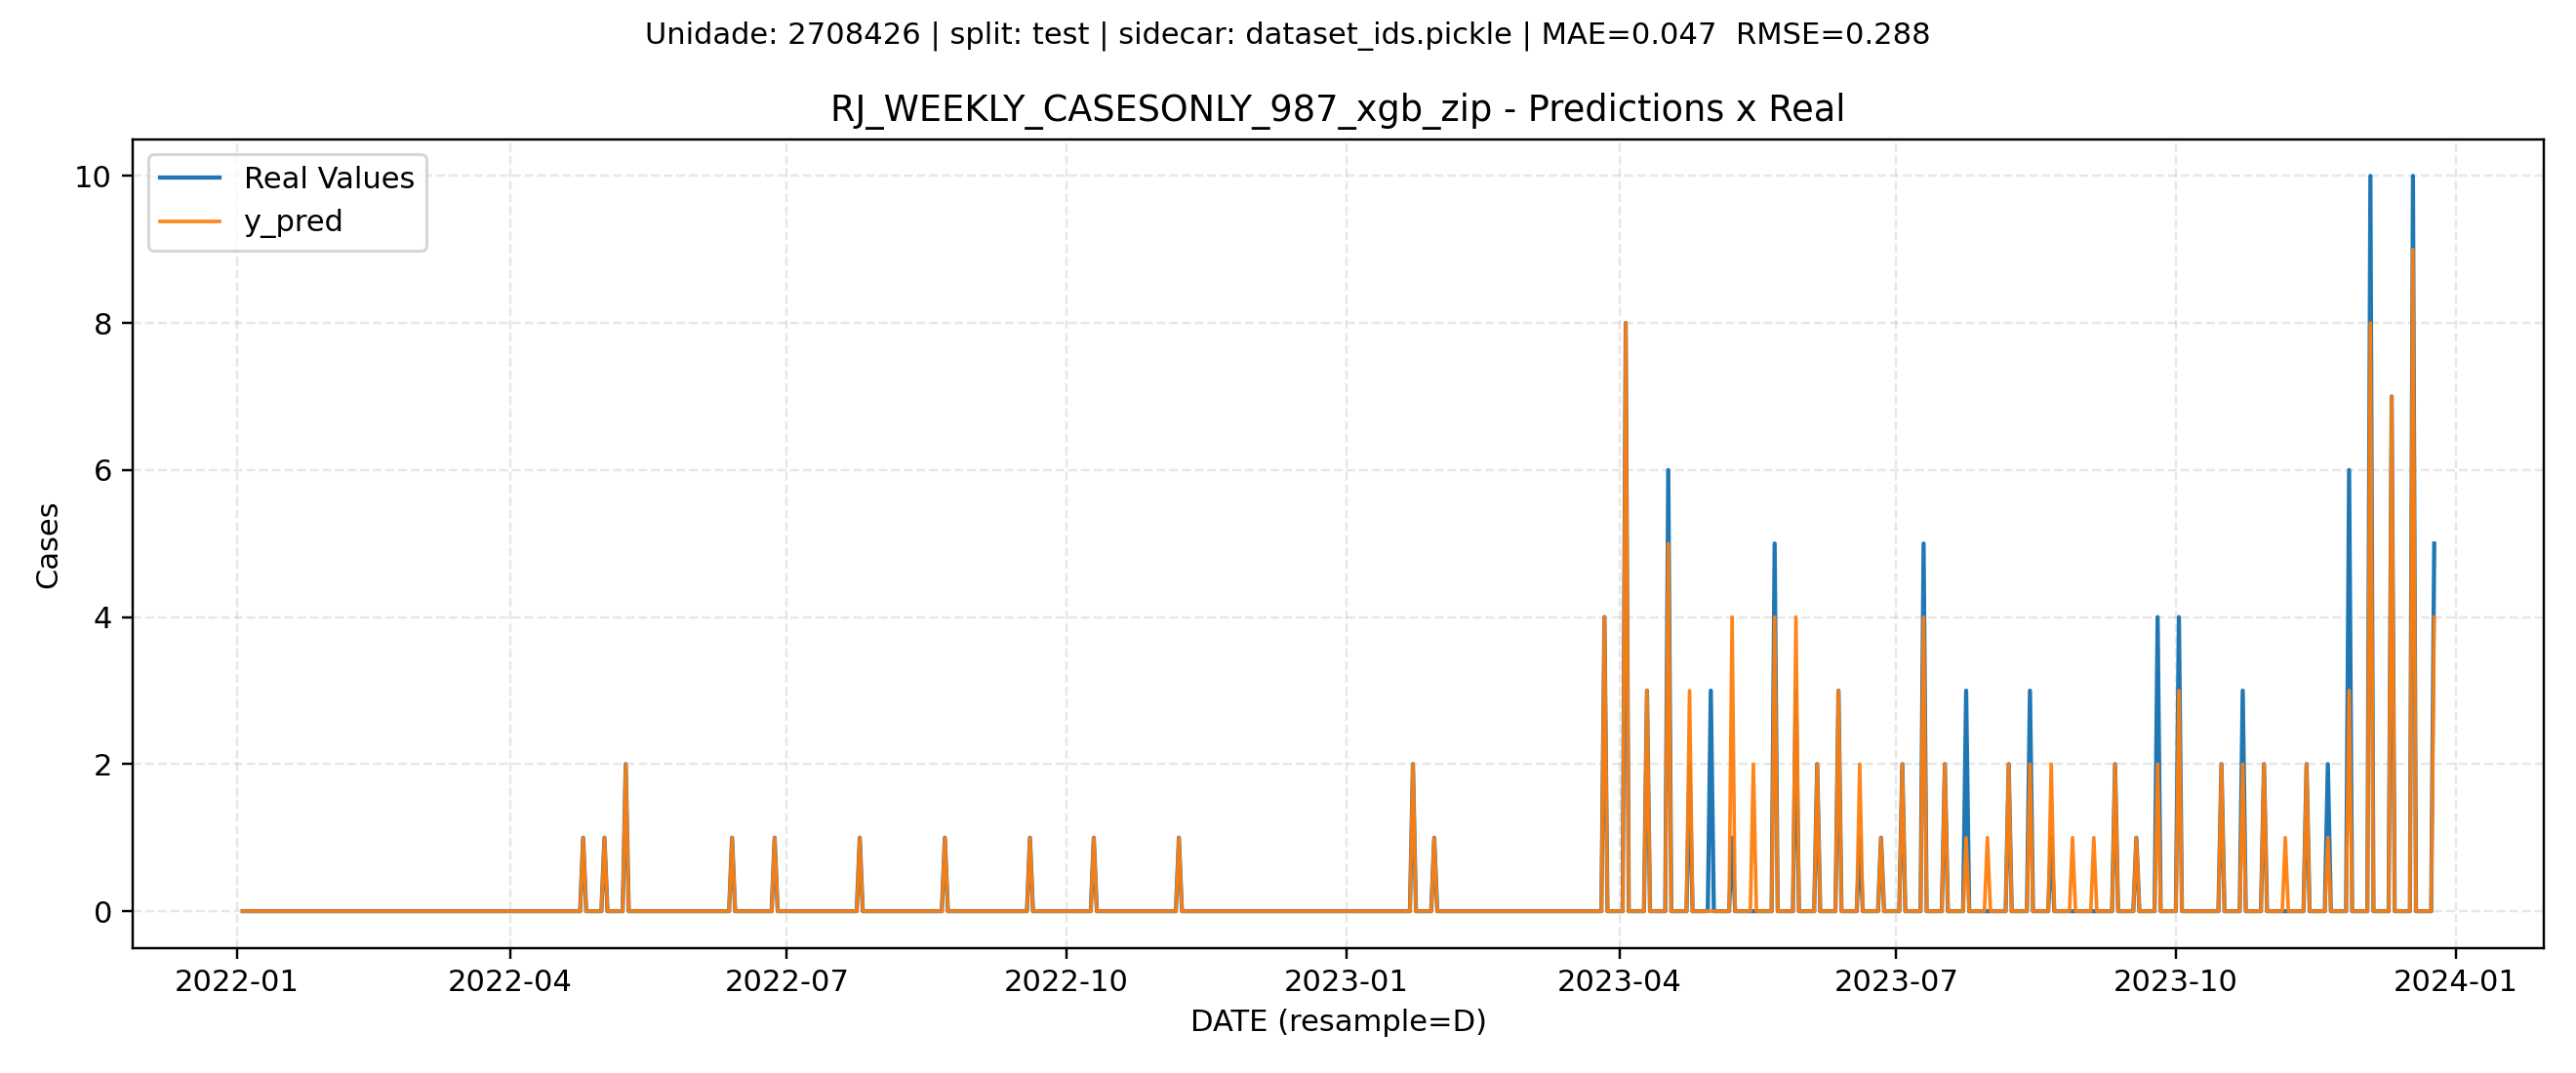 Unidade: 2708426 | split: test | sidecar: dataset_ids.pickle | MAE=0.047  RMSE=0.288
RJ_WEEKLY_CASESONLY_987_xgb_zip - Predictions x Real
Real Values
y_pred
10
8
6
4
2
0
Cases
2022-01
2022-04
2022-07
2022-10
2023-01
2023-04
2023-07
2023-10
2024-01
DATE (resample=D)